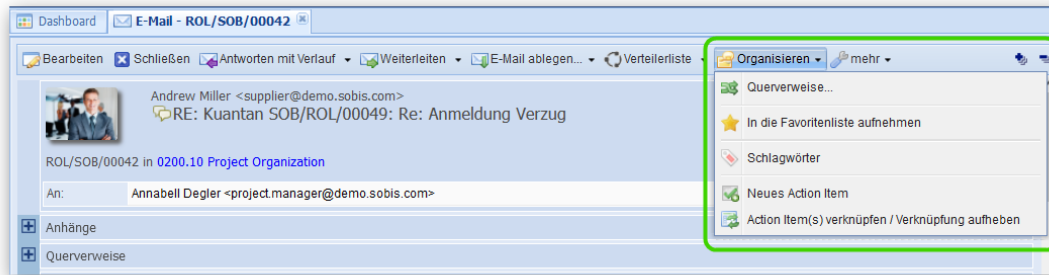 Dashboard E-Mail - ROL/SOB/00042
Bearbeiten Schließen Antworten mit Verlauf Weiterleiten E-Mail ablegen... Verteilerliste Organisieren mehr
Andrew Miller <supplier@demo.sobis.com>
RE: Kuantan SOB/ROL/00049: Re: Anmeldung Verzug
ROL/SOB/00042 in 0200.10 Project Organization
An: Annabell Degler <project.manager@demo.sobis.com>
Anhänge
Querverweise
Querverweise...
In die Favoritenliste aufnehmen
Schlagwörter
Neues Action Item
Action Item(s) verknüpfen / Verknüpfung aufheben